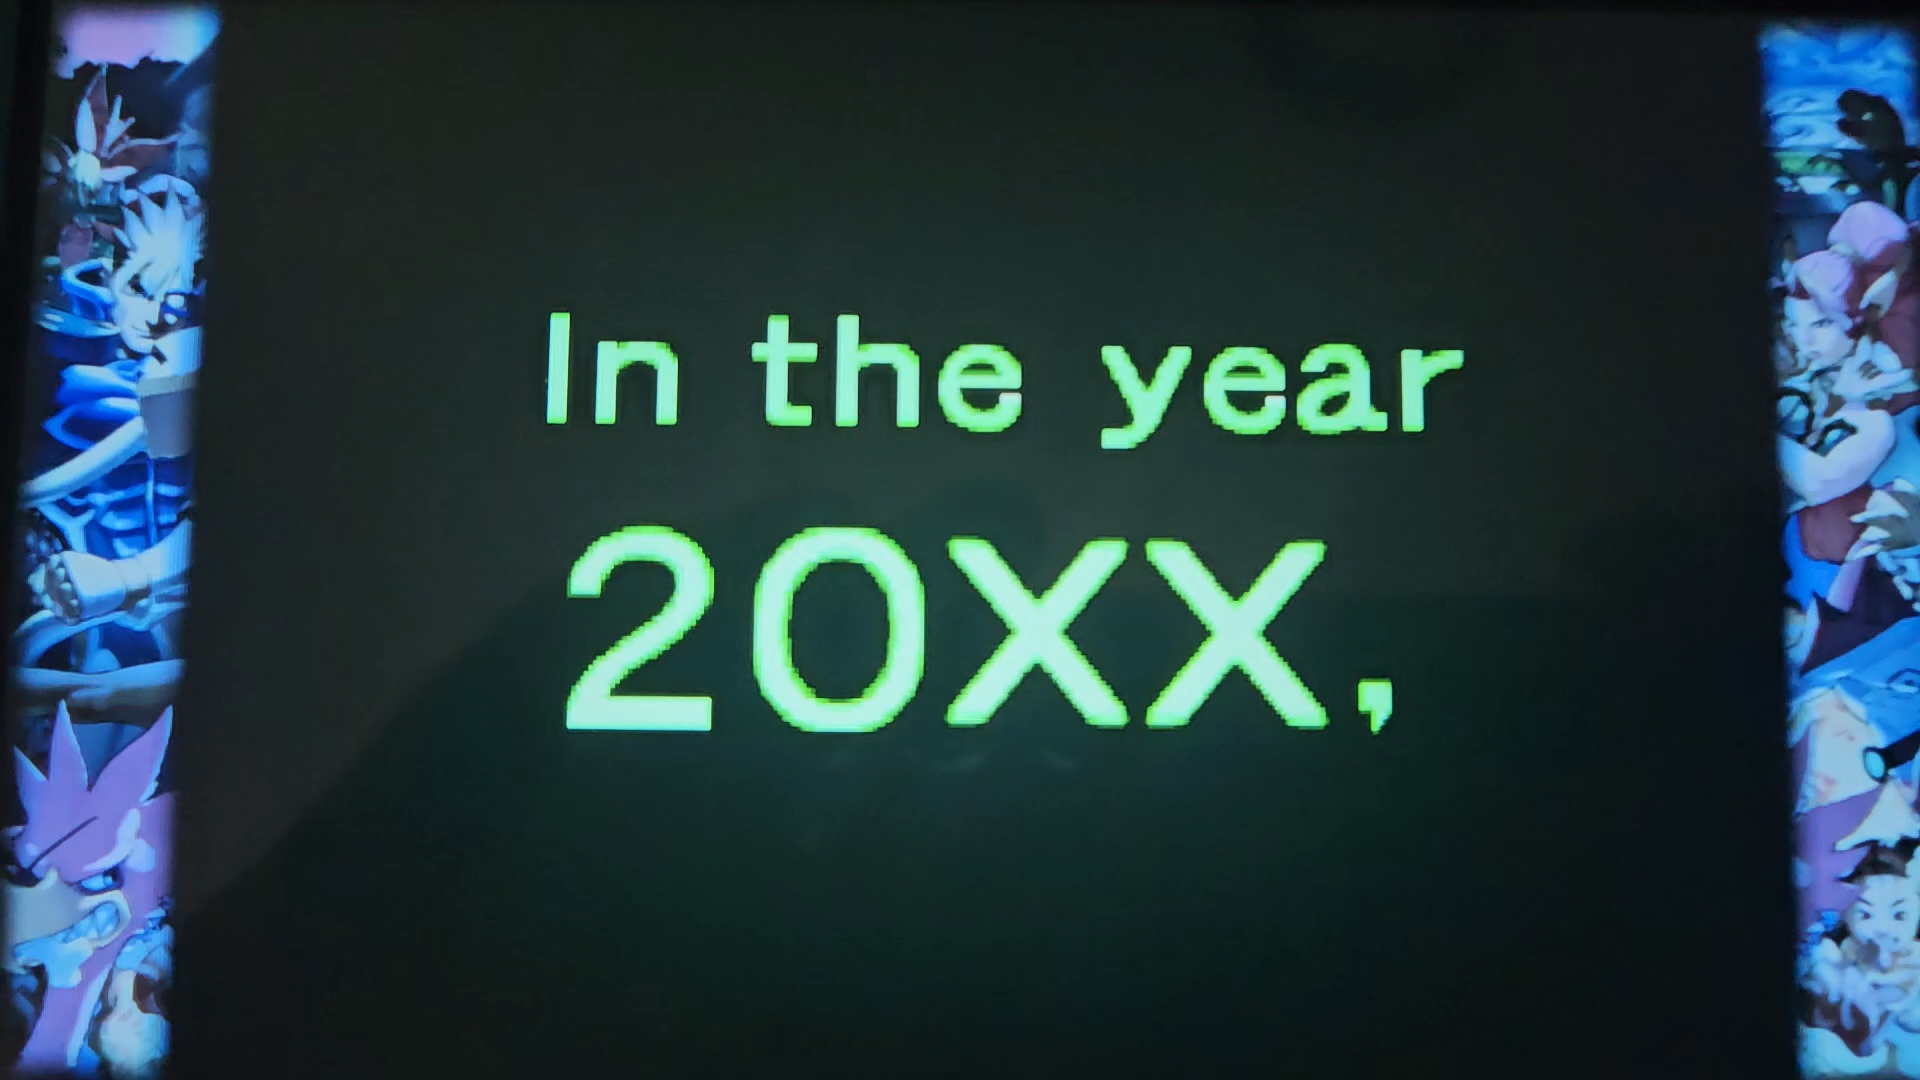 In the year
20XX,